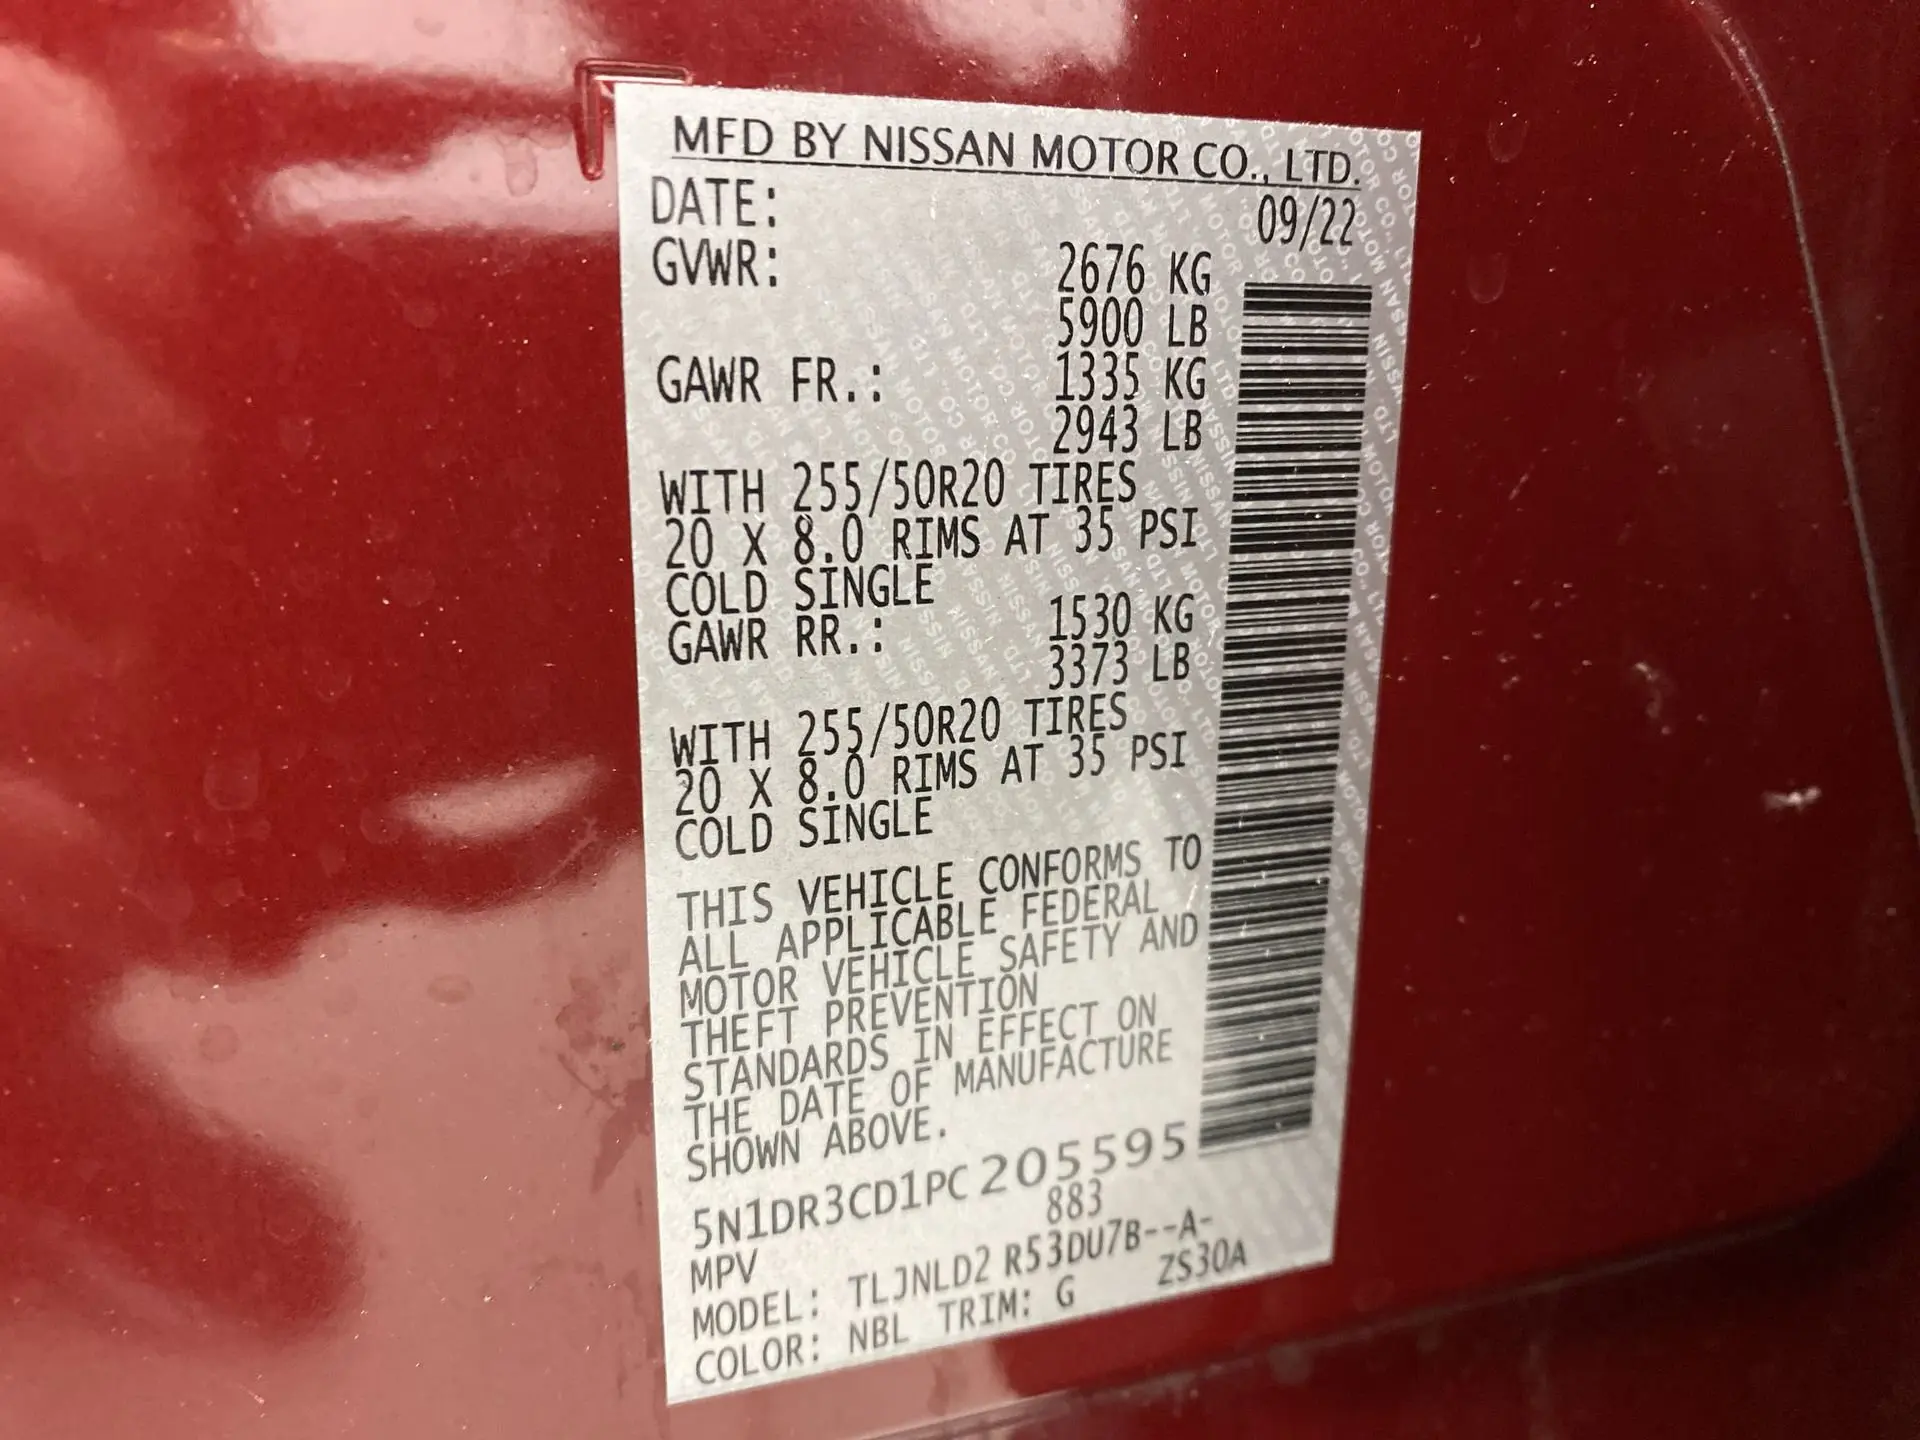 MFD BY NISSAN MOTOR CO., LTD.
DATE: 09/22
GVWR: 2676 KG
5900 LB
GAWR FR.: 1335 KG
2943 LB
WITH 255/50R20 TIRES
20 X 8.0 RIMS AT 35 PSI
COLD SINGLE
GAWR RR.: 1530 KG
3373 LB
WITH 255/50R20 TIRES
20 X 8.0 RIMS AT 35 PSI
COLD SINGLE
THIS VEHICLE CONFORMS TO
ALL APPLICABLE FEDERAL
MOTOR VEHICLE SAFETY AND
THEFT PREVENTION
STANDARDS IN EFFECT ON
THE DATE OF MANUFACTURE
SHOWN ABOVE.
5N1DR3CD1PC205595
MPV 883
MODEL: TLJNLD2 R53DU7B--A-
COLOR: NBL TRIM: G ZS30A